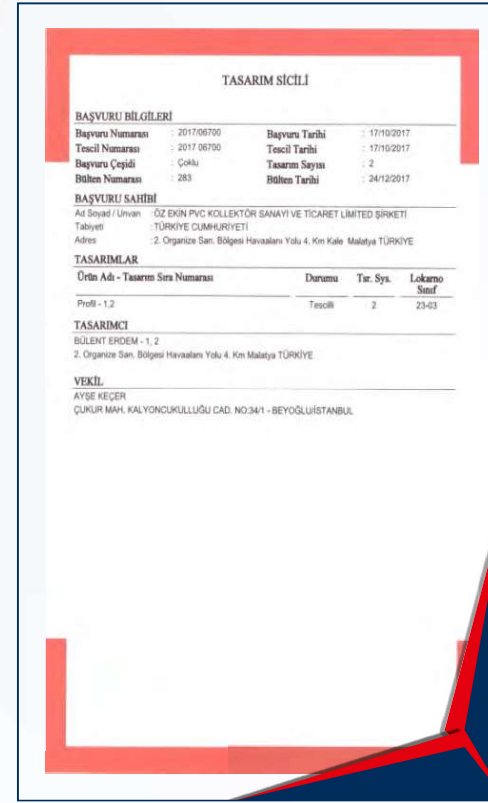 TASARIM SİCİLİ
BAŞVURU BİLGİLERİ
Başvuru Numarası : 2017/06700 Başvuru Tarihi : 17/10/2017
Tescil Numarası : 2017 06700 Tescil Tarihi : 17/10/2017
Başvuru Çeşidi : Çoklu Tasarım Sayısı : 2
Bülten Numarası : 283 Bülten Tarihi : 24/12/2017
BAŞVURU SAHİBİ
Ad Soyad / Unvan : ÖZ EKİN PVC KOLLEKTÖR SANAYİ VE TİCARET LİMİTED ŞİRKETİ
Tabiyeti : TÜRKİYE CUMHURİYETİ
Adres : 2. Organize San. Bölgesi Havaalanı Yolu 4. Km Kale Malatya TÜRKİYE
TASARIMLAR
Ürün Adı - Tasarım Sıra Numarası Durumu Tsr. Sys. Lokarno Sınıf
Profil - 1,2 Tescilli 2 23-03
TASARIMCI
BÜLENT ERDEM - 1, 2
2. Organize San. Bölgesi Havaalanı Yolu 4. Km Malatya TÜRKİYE
VEKİL
AYŞE KEÇER
ÇUKUR MAH. KALYONCUKULLUĞU CAD. NO:34/1 - BEYOĞLU/İSTANBUL